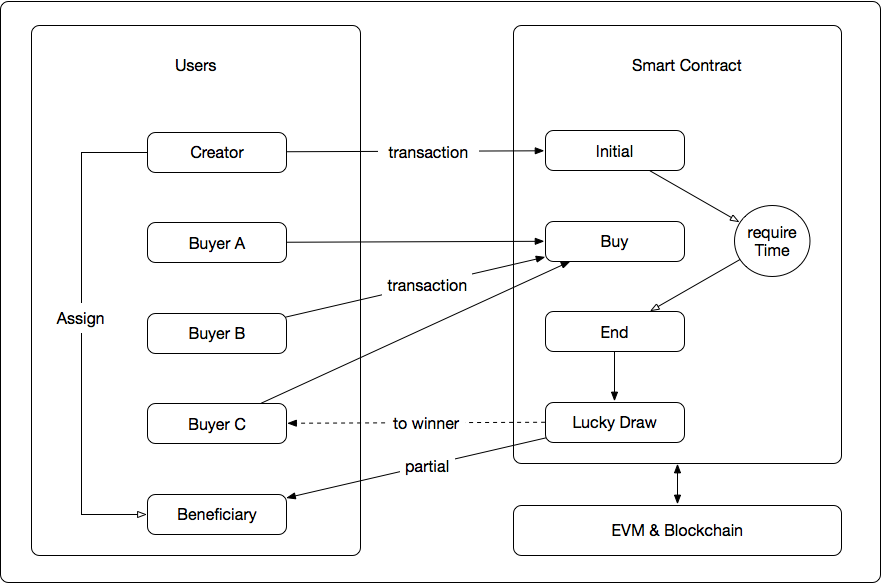 Users
Smart Contract
Creator
transaction
Initial
require
Time
Buyer A
Buy
transaction
Assign
Buyer B
End
Buyer C
to winner
Lucky Draw
partial
Beneficiary
EVM & Blockchain